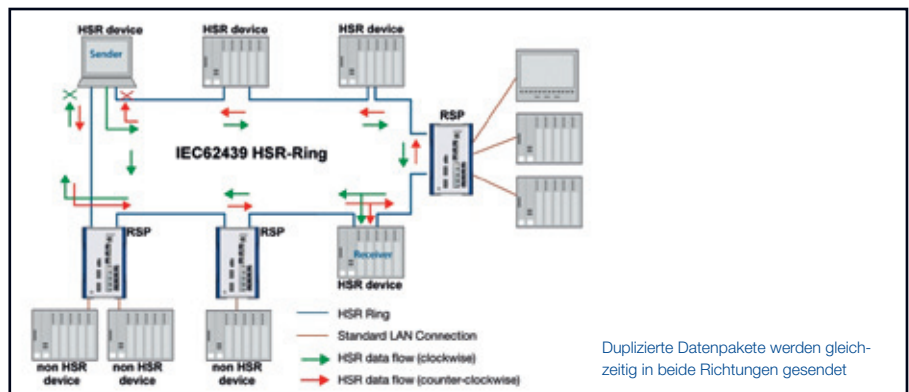 HSR device
HSR device
HSR device
Sender
RSP
IEC62439 HSR-Ring
RSP
RSP
Receiver
HSR device
non HSR
device
non HSR
device
non HSR
device
HSR Ring
Standard LAN Connection
HSR data flow (clockwise)
HSR data flow (counter-clockwise)
Duplizierte Datenpakete werden gleich-
zeitig in beide Richtungen gesendet